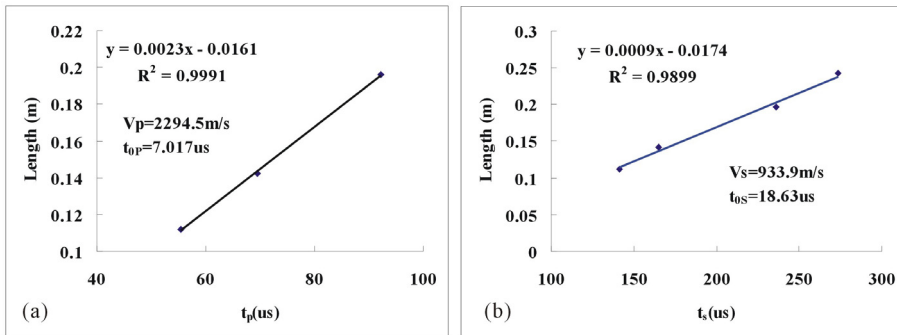 y = 0.0023x - 0.0161
R² = 0.9991
Vp=2294.5m/s
t₀P=7.017us
Length (m)
0.22
0.2
0.18
0.16
0.14
0.12
0.1
40
60
80
100
tₚ(us)
(a)
y = 0.0009x - 0.0174
R² = 0.9899
Vs=933.9m/s
t₀S=18.63us
Length (m)
0.3
0.25
0.2
0.15
0.1
0.05
0
100
150
200
250
300
tₛ(us)
(b)